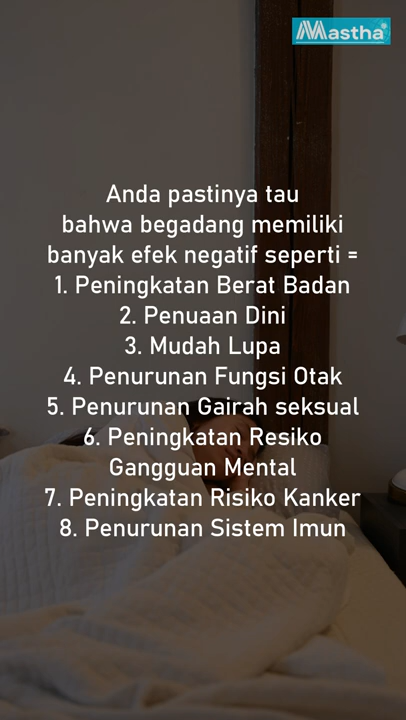 Mastha
Anda pastinya tau
bahwa begadang memiliki
banyak efek negatif seperti =
1. Peningkatan Berat Badan
2. Penuaan Dini
3. Mudah Lupa
4. Penurunan Fungsi Otak
5. Penurunan Gairah seksual
6. Peningkatan Resiko
Gangguan Mental
7. Peningkatan Risiko Kanker
8. Penurunan Sistem Imun